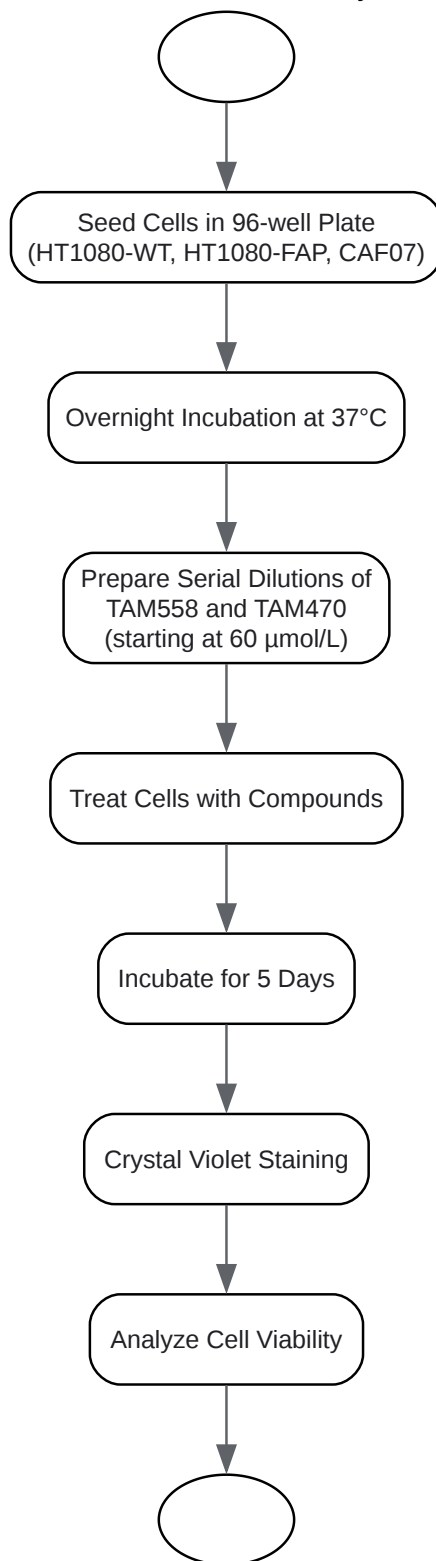 Seed Cells in 96-well Plate
(HT1080-WT, HT1080-FAP, CAF07)
Overnight Incubation at 37°C
Prepare Serial Dilutions of
TAM558 and TAM470
(starting at 60 µmol/L)
Treat Cells with Compounds
Incubate for 5 Days
Crystal Violet Staining
Analyze Cell Viability